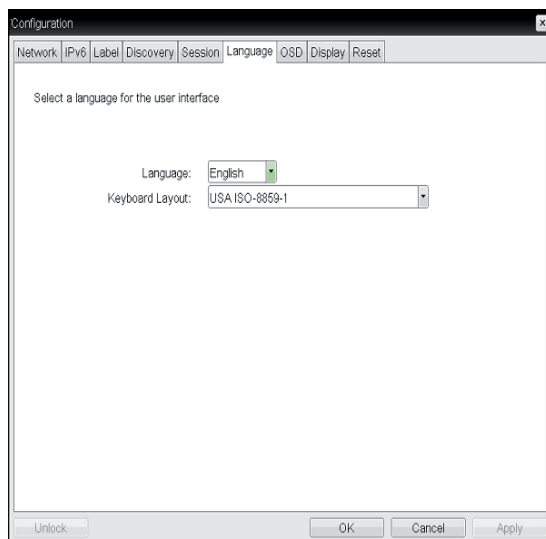 Configuration
Network IPv6 Label Discovery Session Language OSD Display Reset
Select a language for the user interface
Language: English
Keyboard Layout: USA ISO-8859-1
Unlock OK Cancel Apply